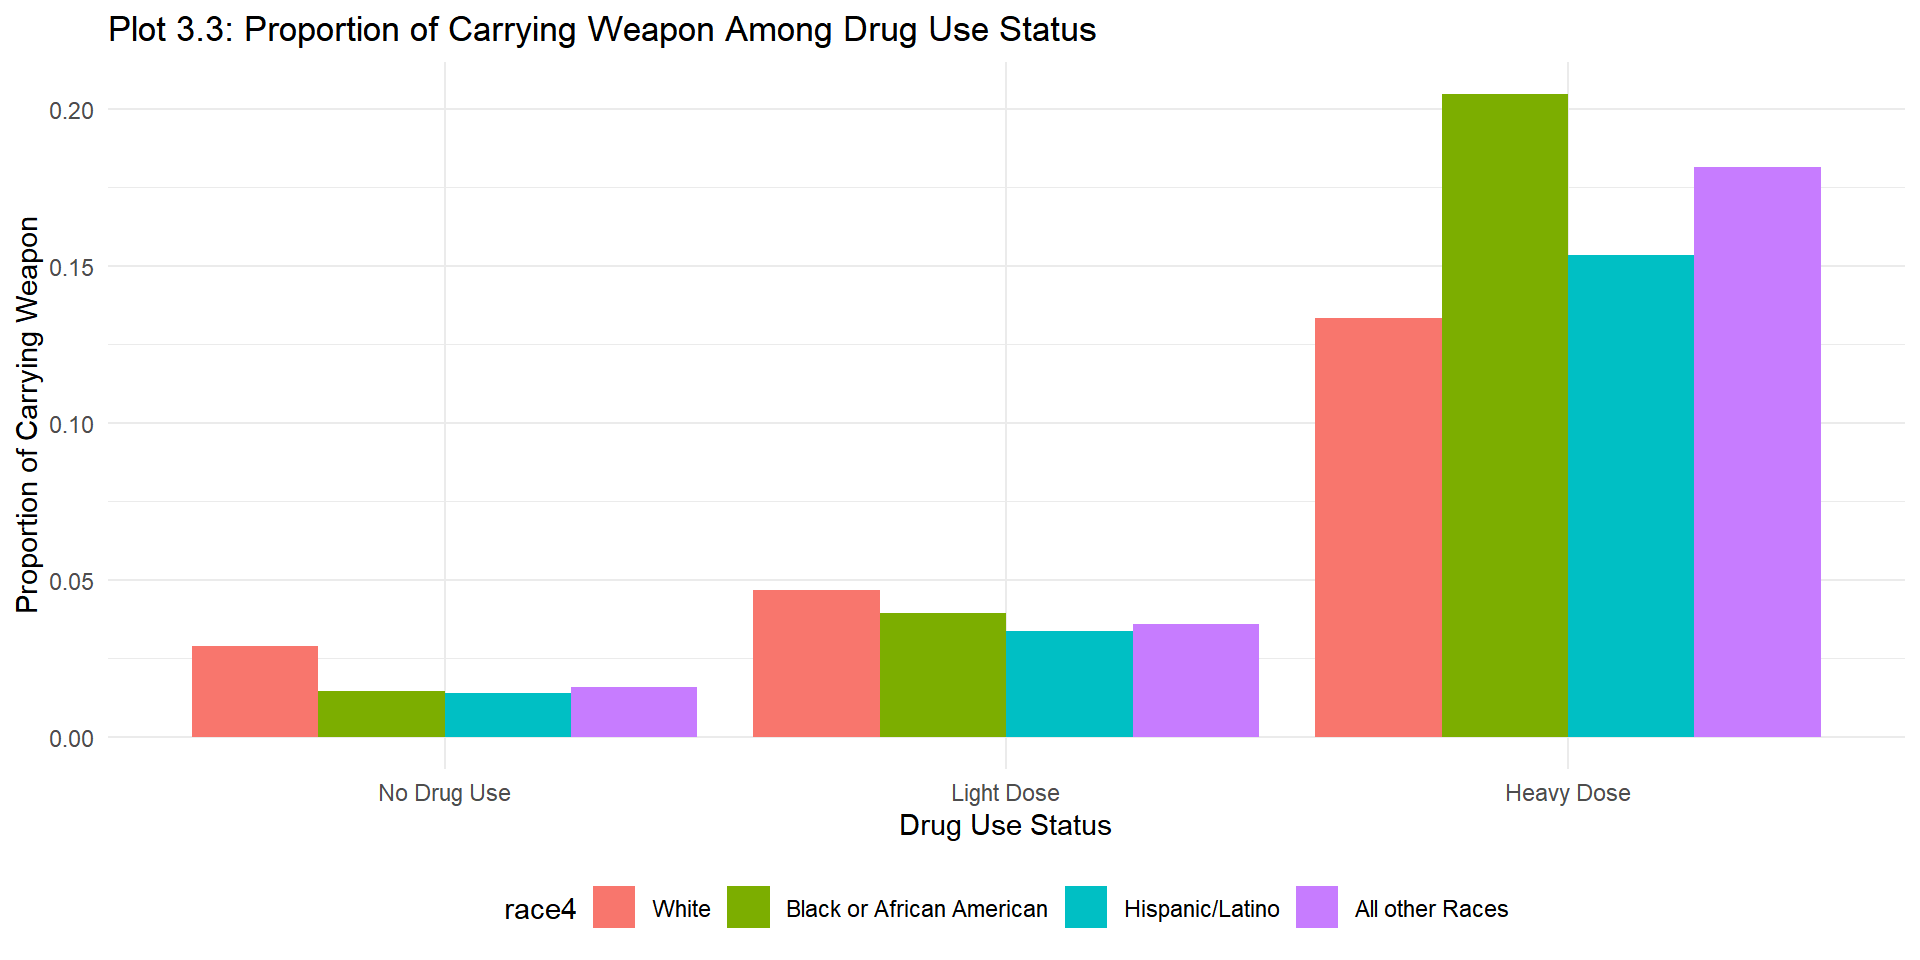 Plot 3.3: Proportion of Carrying Weapon Among Drug Use Status
Proportion of Carrying Weapon
0.20
0.15
0.10
0.05
0.00
No Drug Use
Light Dose
Heavy Dose
Drug Use Status
race4
White
Black or African American
Hispanic/Latino
All other Races